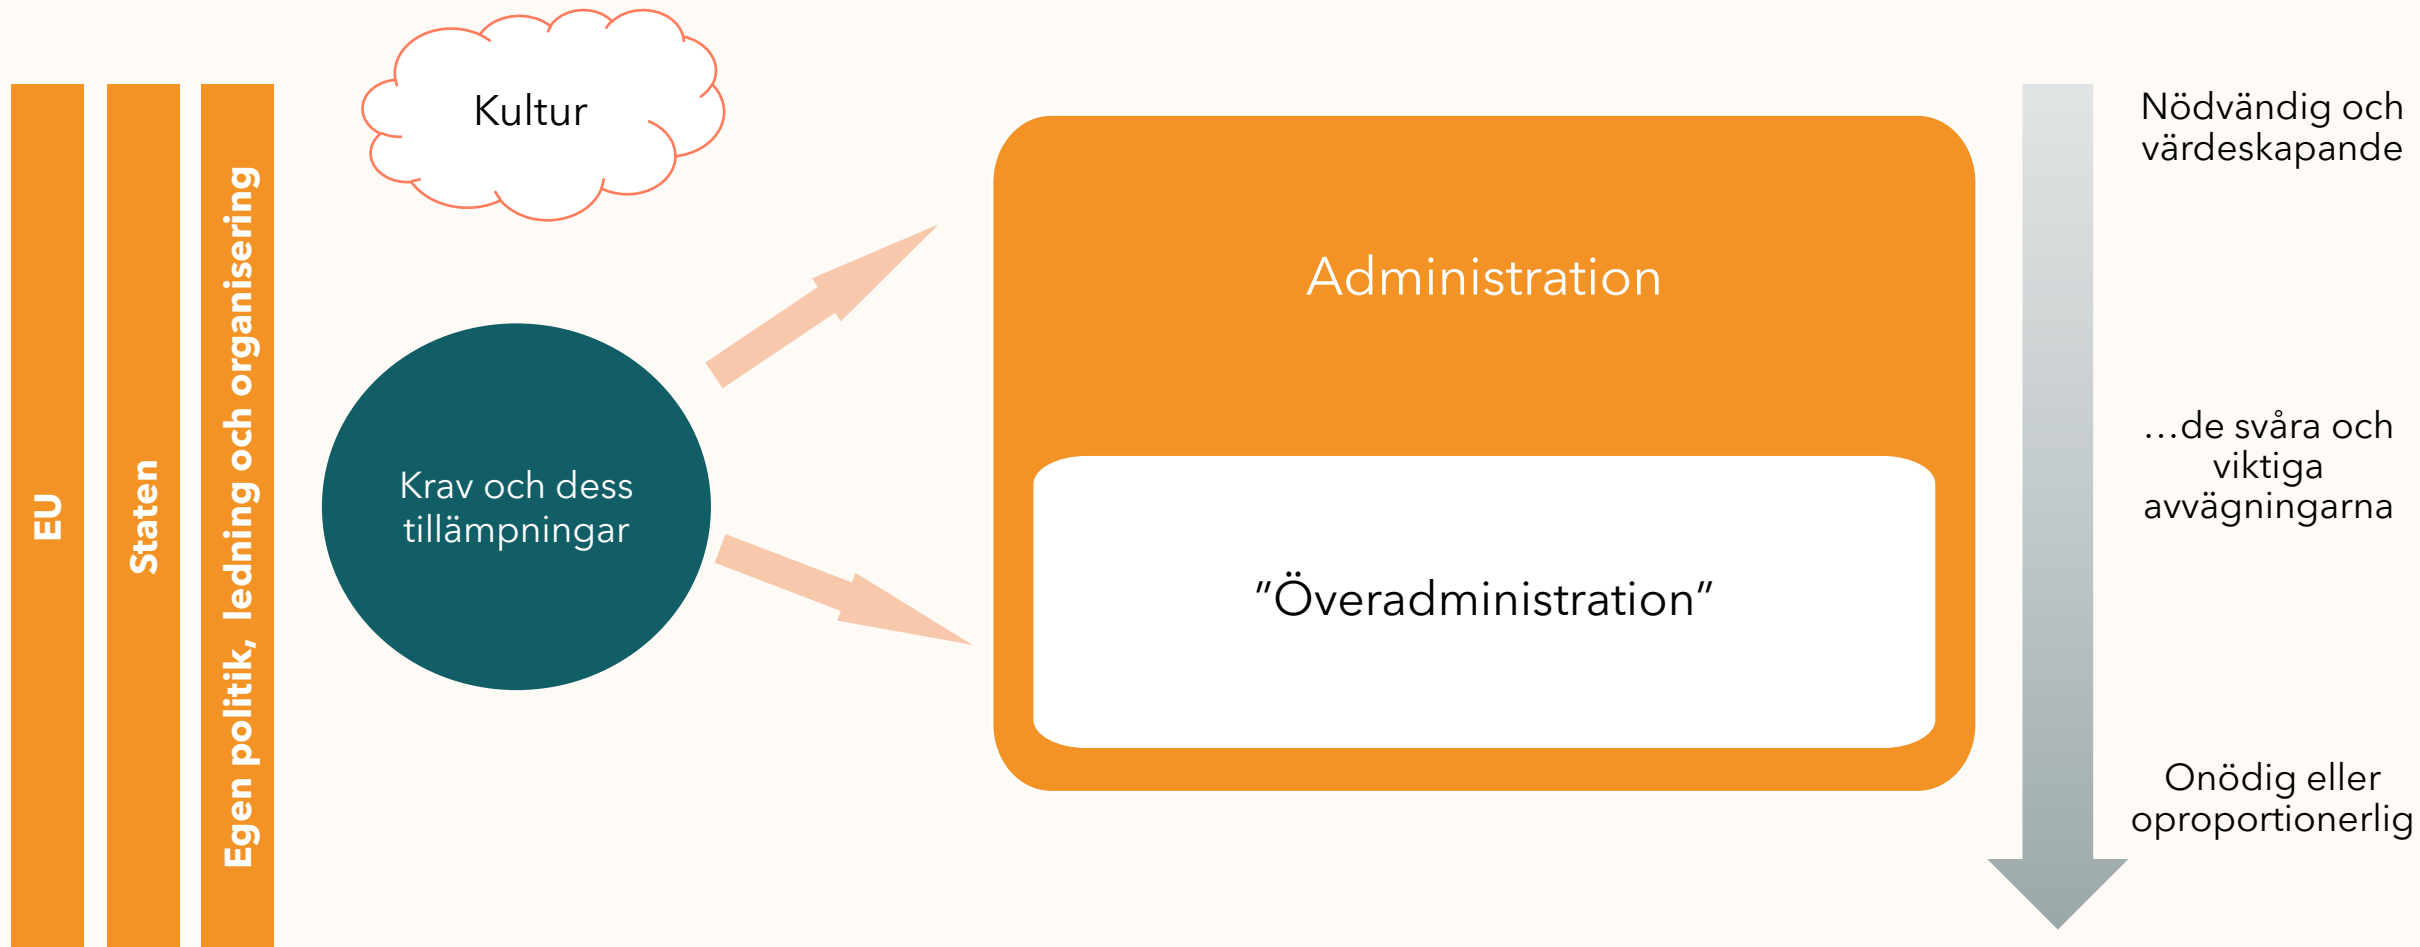 EU
Staten
Egen politik, ledning och organisering
Kultur
Krav och dess
tillämpningar
Administration
”Överadministration”
Nödvändig och
värdeskapande
…de svåra och
viktiga
avvägningarna
Onödig eller
oproportionerlig